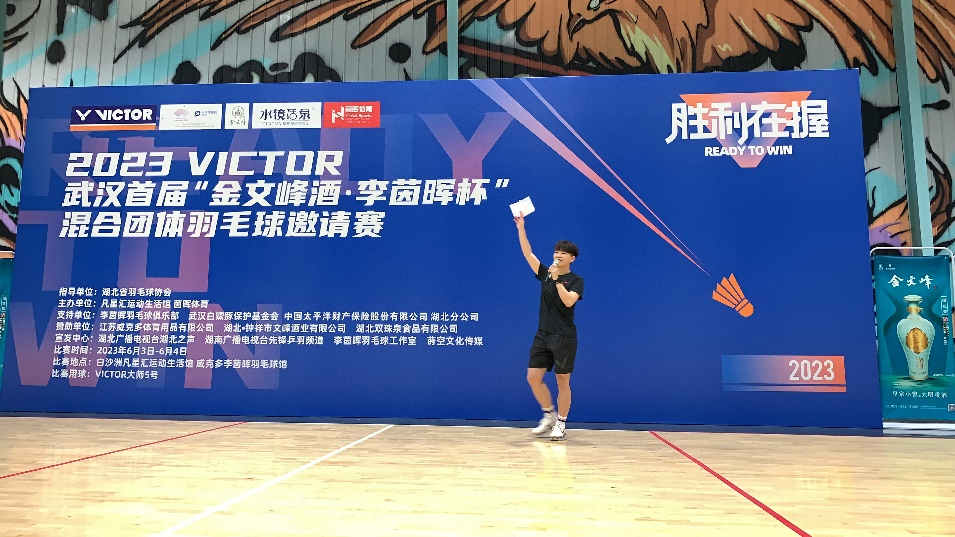 VICTOR
水镜活泉
胜利在握
READY TO WIN
2023 VICTOR
武汉首届“金文峰酒·李茵晖杯”
混合团体羽毛球邀请赛
READY
TO
WIN
指导单位：湖北省羽毛球协会
主办单位：凡星汇运动生活馆 茵晖体育
支持单位：李茵晖羽毛球俱乐部 武汉白鱀豚保护基金会 中国太平洋财产保险股份有限公司 湖北分公司
赞助单位：江苏威克多体育用品有限公司 湖北·钟祥市文峰酒业有限公司 湖北双珠泉食品有限公司
宣发中心：湖北广播电视台湖北之声 湖南广播电视台先锋乒羽频道 李茵晖羽毛球工作室 莳空文化传媒
比赛时间：2023年6月3日-6月4日
比赛地点：白沙洲凡星汇运动生活馆 威克多李茵晖羽毛球馆
比赛用球：VICTOR大师5号
2023
金文峰